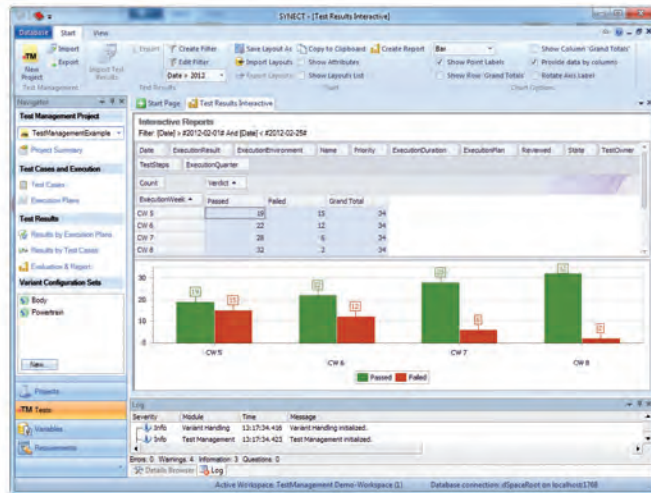 SYNECT - [Test Results Interactive]
Database Start View
New Project
Import
Export
Test Management
Import Test Results
Export
Create Filter
Edit Filter
Date > 2012
Test Results
Save Layout As
Import Layouts
Export Layouts
Copy to Clipboard
Show Attributes
Show Layouts List
Create Report
Bar
Show Point Labels
Show Row 'Grand Totals'
Show Column 'Grand Totals'
Provide data by columns
Rotate Axis Label
Chart Options
Navigator
Test Management Project
TestManagementExample
Project Summary
Test Cases and Execution
Test Cases
Execution Plans
Test Results
Results by Execution Plans
Results by Test Cases
Evaluation & Report
Variant Configuration Sets
Body
Powertrain
New...
Projects
TM Tests
Variables
Requirements
Start Page Test Results Interactive
Interactive Reports
Filter: [Date] > #2012-02-01# And [Date] < #2012-02-25#
Date ExecutionResult ExecutionEnvironment Name Priority ExecutionDuration ExecutionPlan Reviewed State TestOwner
TestSteps ExecutionQuarter
Count Verdict
ExecutionWeek Passed Failed Grand Total
CW 5 19 15 34
CW 6 22 12 34
CW 7 28 6 34
CW 8 32 2 34
30
20
10
0
19 15 22 12 28 6 32 2
CW 5 CW 6 CW 7 CW 8
Passed Failed
Log
Severity Module Time Message
Info Variant Handling 13:17:34.416 Variant Handling initialized.
Info Test Management 13:17:34.421 Test Management initialized.
Errors: 0 Warnings: 4 Information: 3 Questions: 0
Details Browser Log
Active Workspace: TestManagement Demo-Workspace (1) Database connection: dSpaceRoot on localhost1768